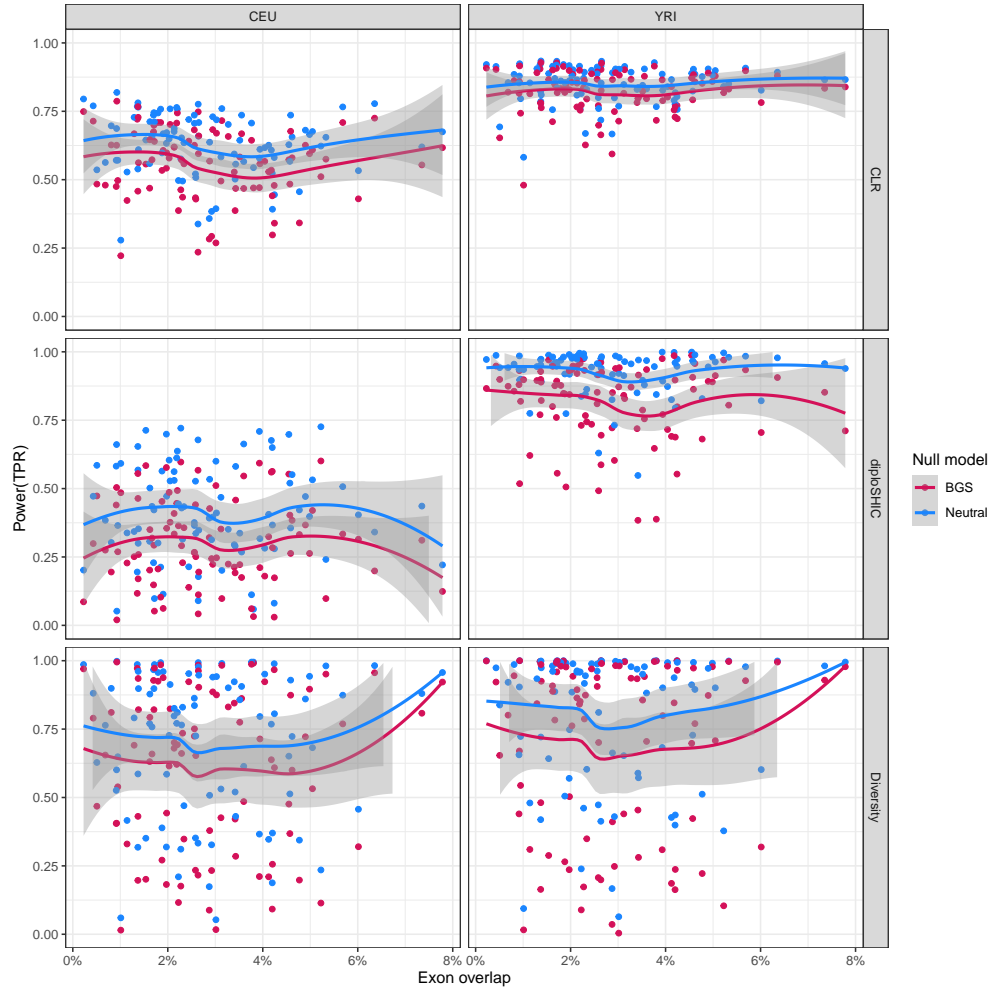 CEU
YRI
1.00
0.75
0.50
0.25
0.00
CLR
1.00
0.75
0.50
0.25
0.00
diploSHIC
1.00
0.75
0.50
0.25
0.00
Diversity
0%
2%
4%
6%
8%
0%
2%
4%
6%
8%
Exon overlap
Power(TPR)
Null model
BGS
Neutral